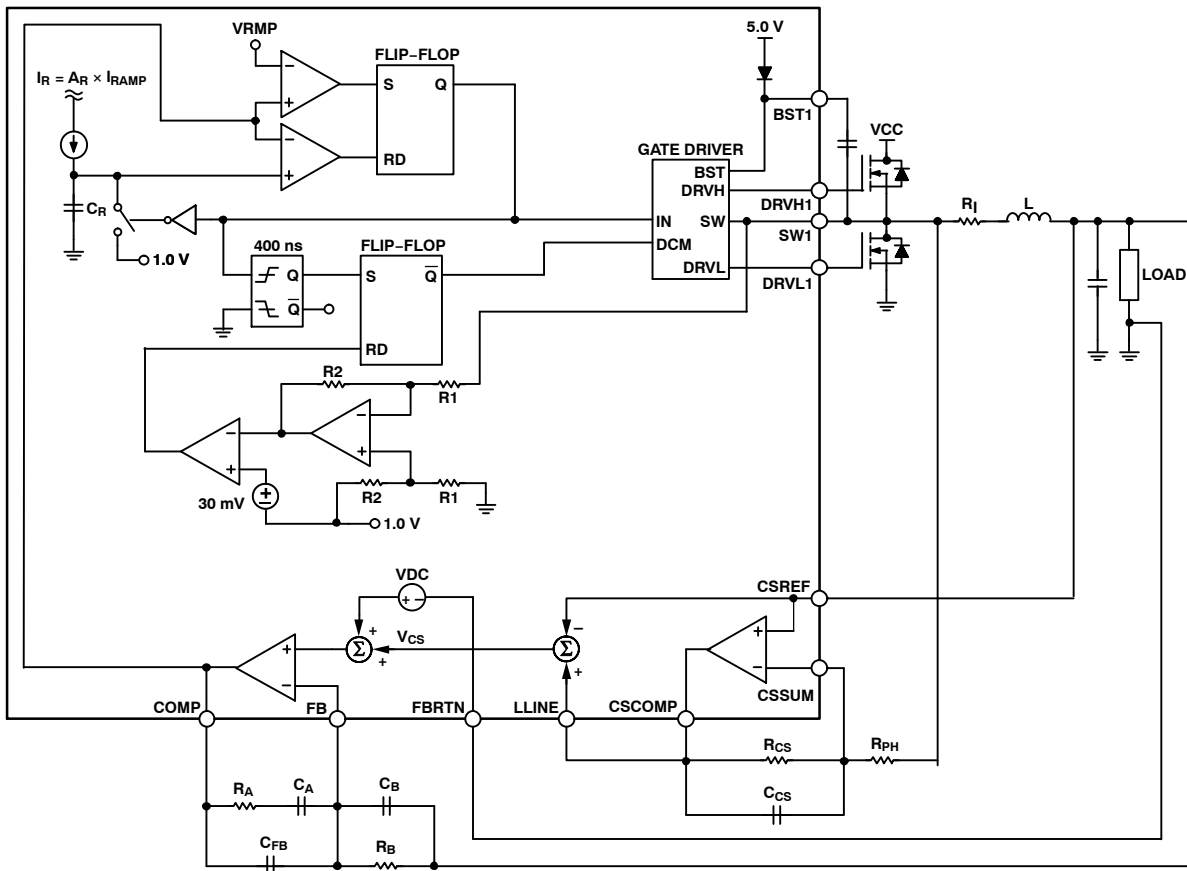 5.0 V
VRMP
FLIP–FLOP
I_R = A_R × I_RAMP
S
Q
RD
BST1
VCC
GATE DRIVER
BST
DRVH
DRVH1
IN
SW
SW1
DCM
DRVL
DRVL1
R_I
L
C_R
1.0 V
LOAD
400 ns
FLIP–FLOP
Q
Q̅
S
Q̅
RD
R2
R1
30 mV
R2
R1
1.0 V
VDC
CSREF
V_CS
Σ
Σ
CSSUM
COMP
FB
FBRTN
LLINE
CSCOMP
R_CS
R_PH
C_CS
R_A
C_A
C_B
C_FB
R_B